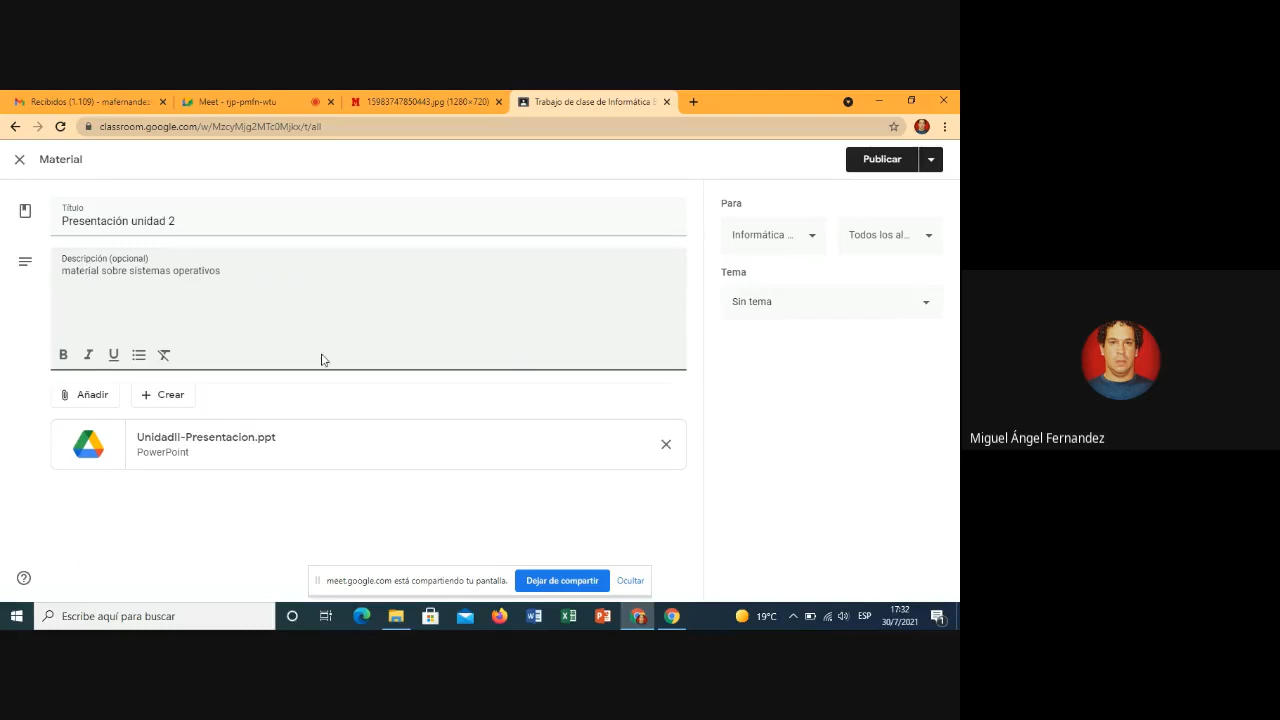 Recibidos (1.109) - mafernandez
Meet - rjp-pmfn-wtu
15983747850443.jpg (1280×720)
Trabajo de clase de Informática
classroom.google.com/w/MzcyMjg2MTc0Mjkx/t/all
Material
Publicar
Título
Presentación unidad 2
Descripción (opcional)
material sobre sistemas operativos
B I U
Añadir
Crear
UnidadII-Presentacion.ppt
PowerPoint
Para
Informática ...
Todos los al...
Tema
Sin tema
meet.google.com está compartiendo tu pantalla.
Dejar de compartir
Ocultar
Escribe aquí para buscar
19°C
ESP
17:32
30/7/2021
1
Miguel Ángel Fernandez